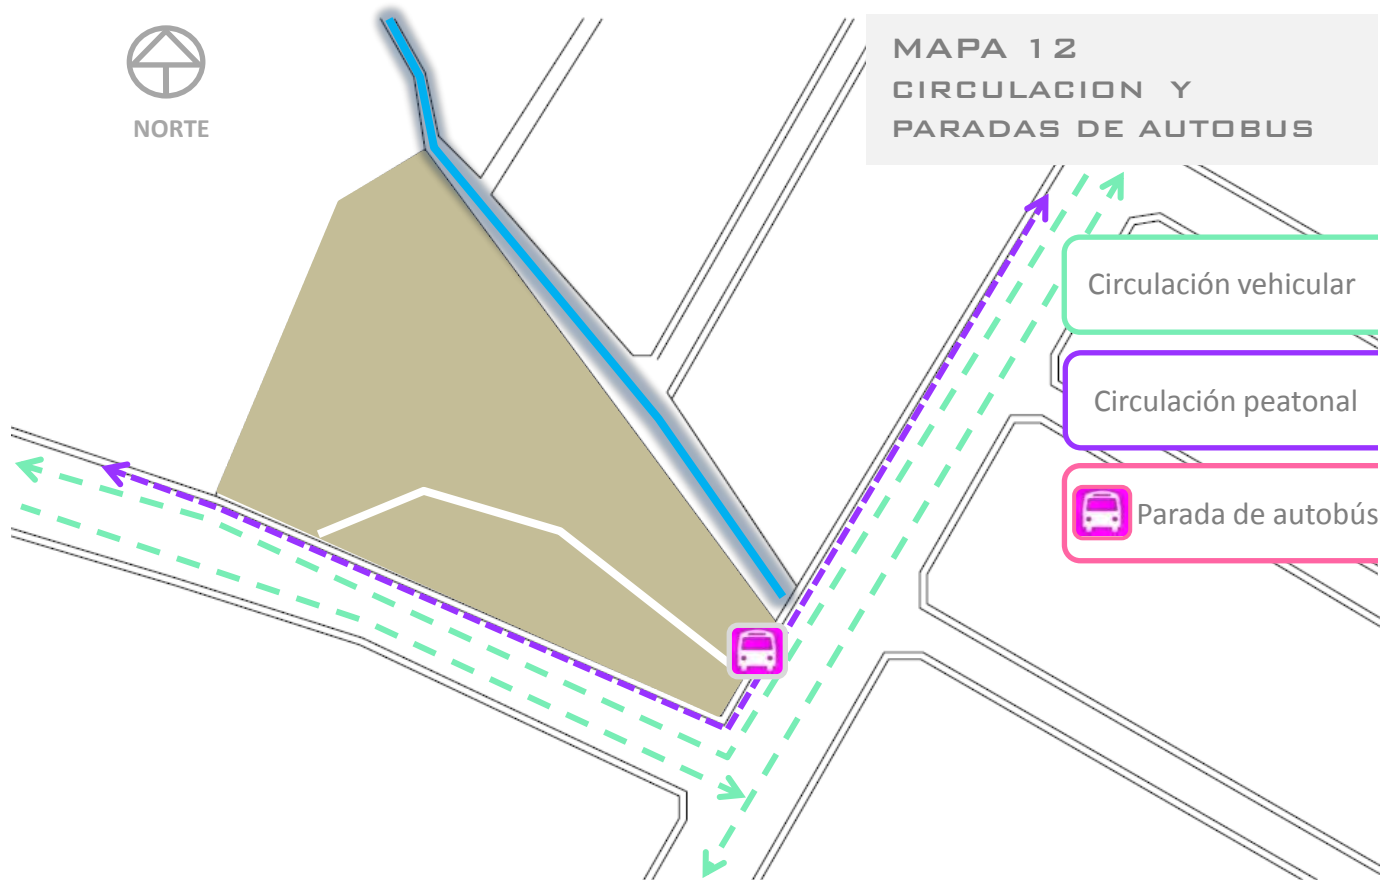 NORTE
MAPA 12
CIRCULACION Y
PARADAS DE AUTOBUS
Circulación vehicular
Circulación peatonal
Parada de autobús